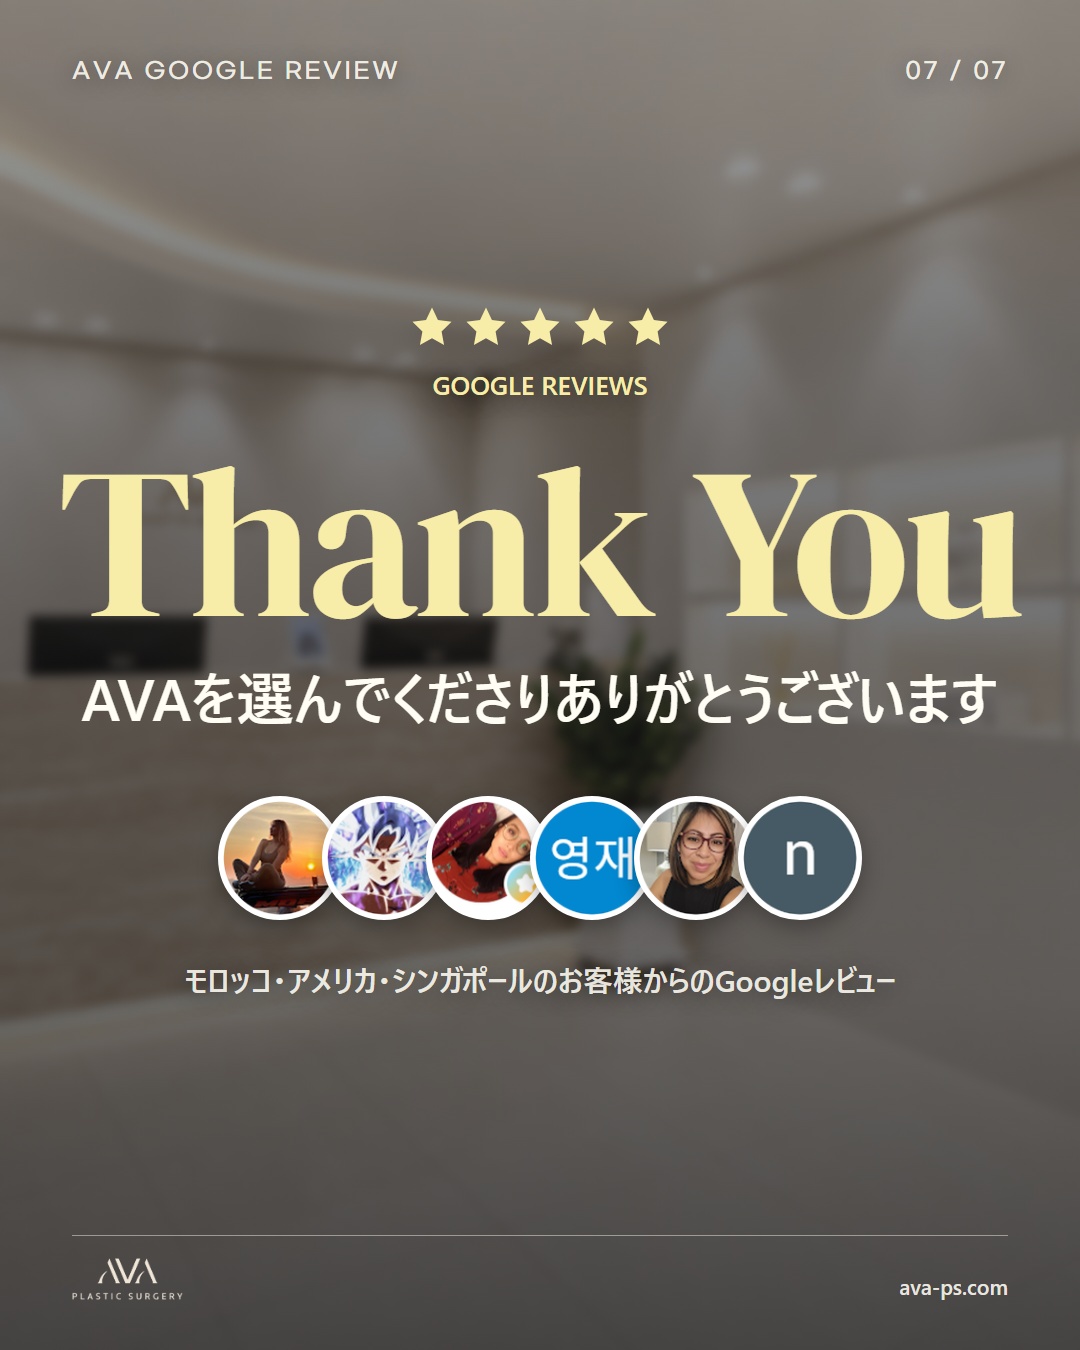 AVA GOOGLE REVIEW
07 / 07
GOOGLE REVIEWS
Thank You
AVAを選んでくださりありがとうございます
영재
n
モロッコ・アメリカ・シンガポールのお客様からのGoogleレビュー
AVA
PLASTIC SURGERY
ava-ps.com